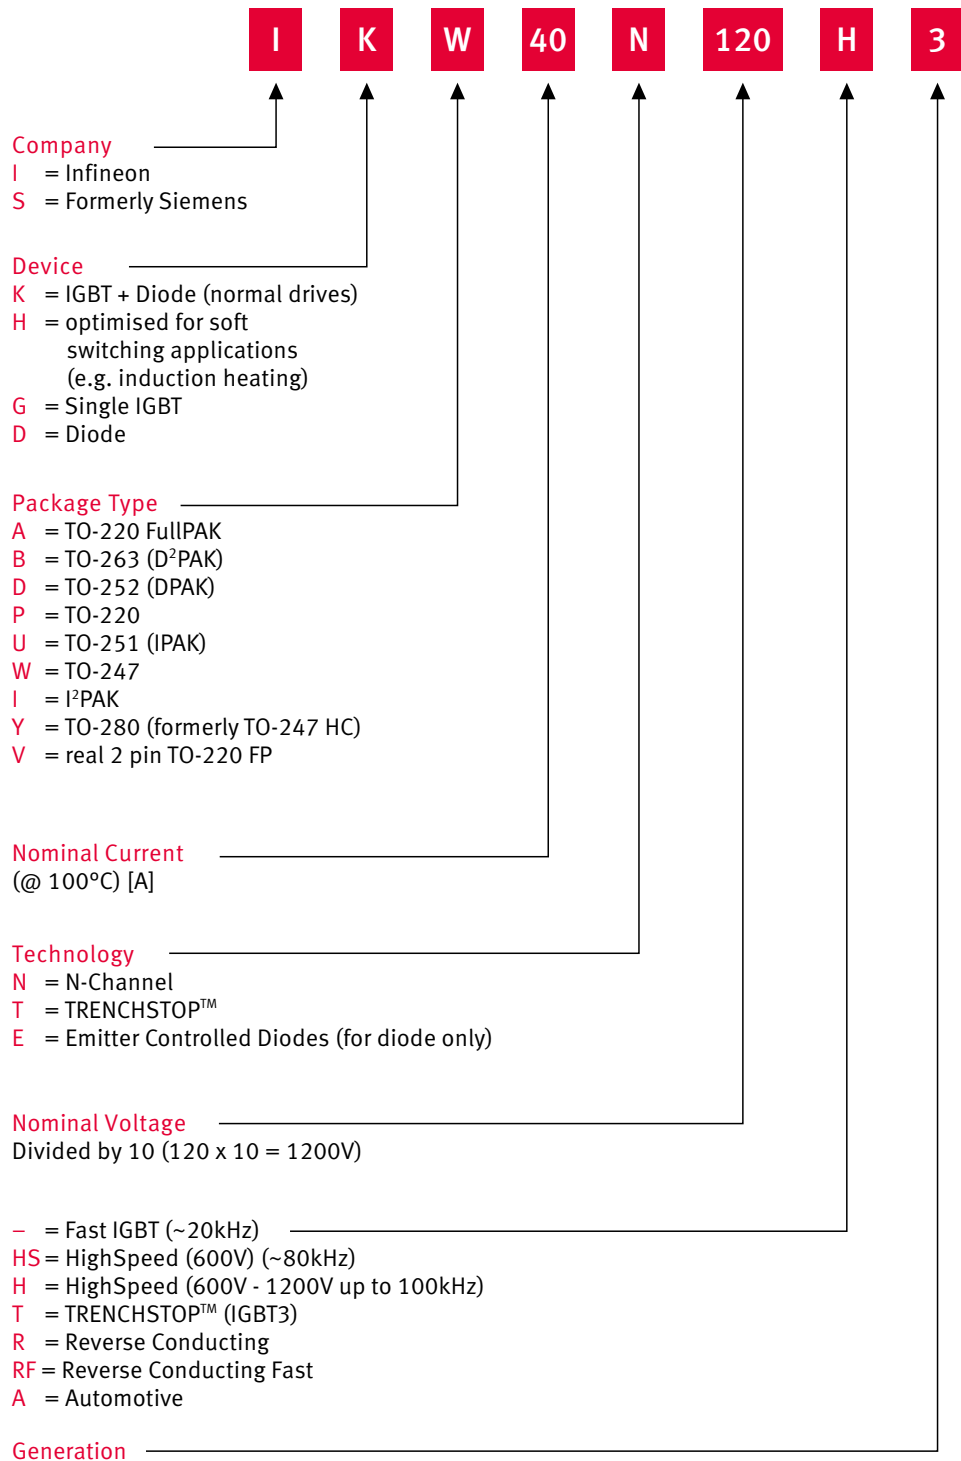 I K W 40 N 120 H 3
Company
I = Infineon
S = Formerly Siemens
Device
K = IGBT + Diode (normal drives)
H = optimised for soft
switching applications
(e.g. induction heating)
G = Single IGBT
D = Diode
Package Type
A = TO-220 FullPAK
B = TO-263 (D²PAK)
D = TO-252 (DPAK)
P = TO-220
U = TO-251 (IPAK)
W = TO-247
I = I²PAK
Y = TO-280 (formerly TO-247 HC)
V = real 2 pin TO-220 FP
Nominal Current
(@ 100°C) [A]
Technology
N = N-Channel
T = TRENCHSTOP™
E = Emitter Controlled Diodes (for diode only)
Nominal Voltage
Divided by 10 (120 x 10 = 1200V)
– = Fast IGBT (~20kHz)
HS = HighSpeed (600V) (~80kHz)
H = HighSpeed (600V - 1200V up to 100kHz)
T = TRENCHSTOP™ (IGBT3)
R = Reverse Conducting
RF = Reverse Conducting Fast
A = Automotive
Generation